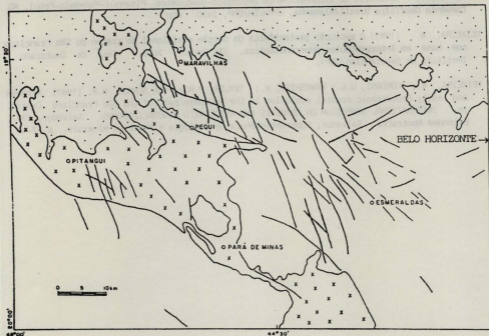 19°30'
MARAVILHAS
PEQUI
BELO HORIZONTE→
PITANGUI
ESMERALDAS
PARÁ DE MINAS
0 5 10km
20°00'
44°30'